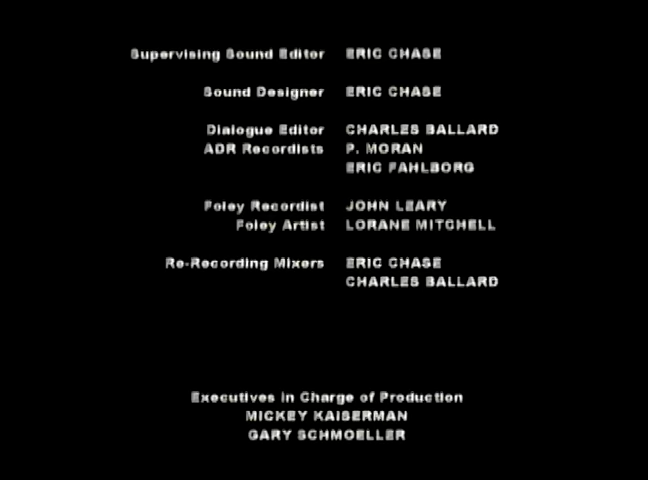 Supervising Sound Editor ERIC CHASE
Sound Designer ERIC CHASE
Dialogue Editor CHARLES BALLARD
ADR Recordists P. MORAN
ERIC FAHLBORG
Foley Recordist JOHN LEARY
Foley Artist LORANE MITCHELL
Re-Recording Mixers ERIC CHASE
CHARLES BALLARD
Executives in Charge of Production
MICKEY KAISERMAN
GARY SCHMOELLER